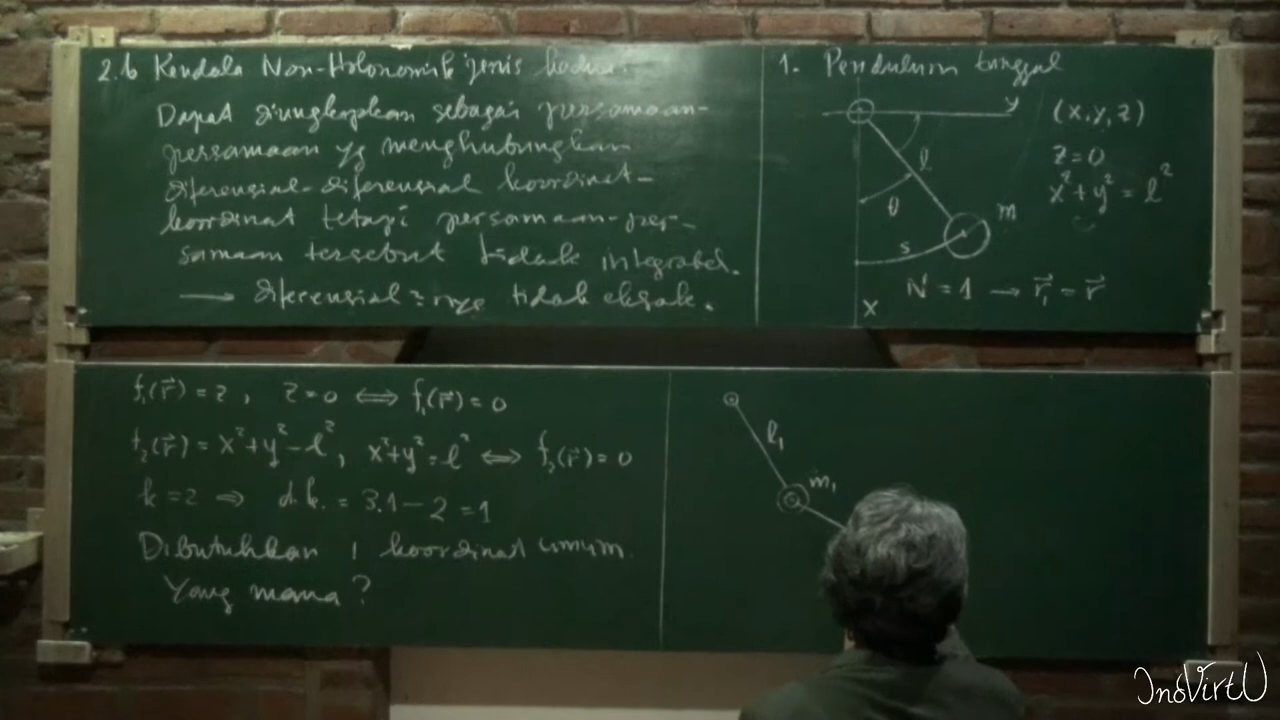 2.b Kendala Non-Holonomik jenis kedua.
Dapat diungkapkan sebagai persamaan-
persamaan yg menghubungkan
diferensial-diferensial koordinat-
koordinat tetapi persamaan-per-
samaan tersebut tidak integrabel.
→ diferensial²nya tidak eksak.
1. Pendulum tunggal
y
(x,y,z)
z=0
x²+y²=l²
l
θ
m
s
N=1 → r⃗₁=r⃗
x
f₁(r⃗)=z, z=0 ⟺ f₁(r⃗)=0
f₂(r⃗)=x²+y²-l², x²+y²=l² ⟺ f₂(r⃗)=0
k=2 ⇒ d.k.=3.1-2=1
Dibutuhkan 1 koordinat umum.
Yang mana?
l₁
m₁
InoVirtU